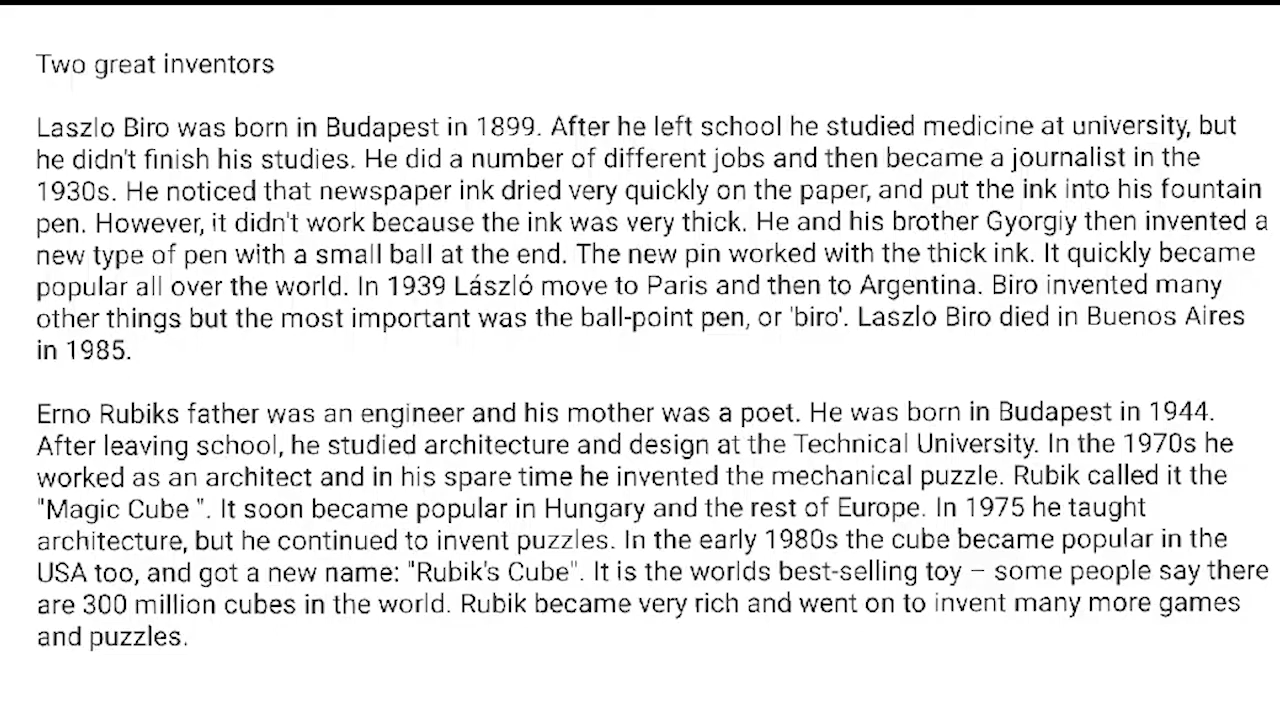 Two great inventors
Laszlo Biro was born in Budapest in 1899. After he left school he studied medicine at university, but
he didn't finish his studies. He did a number of different jobs and then became a journalist in the
1930s. He noticed that newspaper ink dried very quickly on the paper, and put the ink into his fountain
pen. However, it didn't work because the ink was very thick. He and his brother Gyorgiy then invented a
new type of pen with a small ball at the end. The new pin worked with the thick ink. It quickly became
popular all over the world. In 1939 László move to Paris and then to Argentina. Biro invented many
other things but the most important was the ball-point pen, or 'biro'. Laszlo Biro died in Buenos Aires
in 1985.
Erno Rubiks father was an engineer and his mother was a poet. He was born in Budapest in 1944.
After leaving school, he studied architecture and design at the Technical University. In the 1970s he
worked as an architect and in his spare time he invented the mechanical puzzle. Rubik called it the
"Magic Cube ". It soon became popular in Hungary and the rest of Europe. In 1975 he taught
architecture, but he continued to invent puzzles. In the early 1980s the cube became popular in the
USA too, and got a new name: "Rubik's Cube". It is the worlds best-selling toy – some people say there
are 300 million cubes in the world. Rubik became very rich and went on to invent many more games
and puzzles.